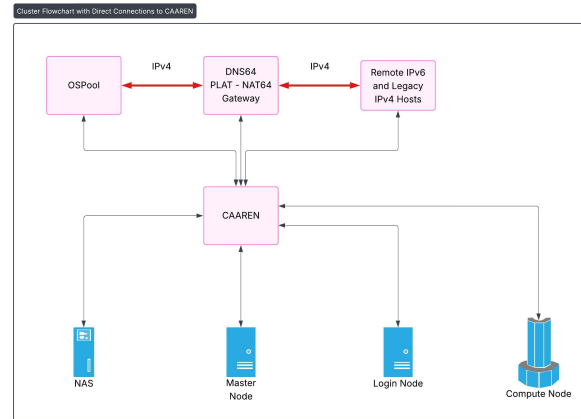 Cluster Flowchart with Direct Connections to CAAREN
IPv4
IPv4
OSPool
DNS64
PLAT - NAT64
Gateway
Remote IPv6
and Legacy
IPv4 Hosts
CAAREN
NAS
Master
Node
Login Node
Compute Node